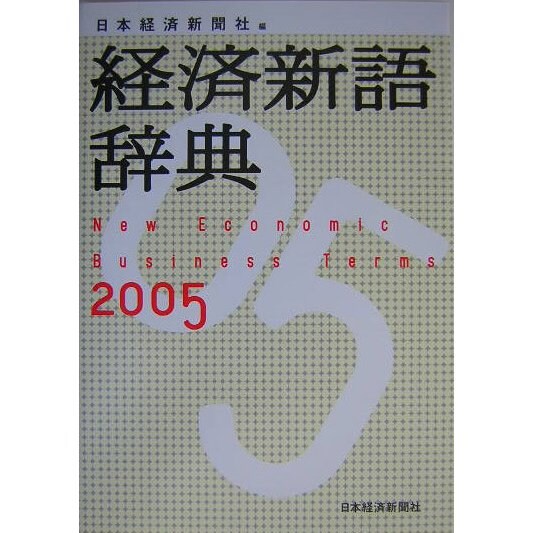 日本経済新聞社 編
経済新語
辞典
New Economic
Business Terms
2005
05
日本経済新聞社